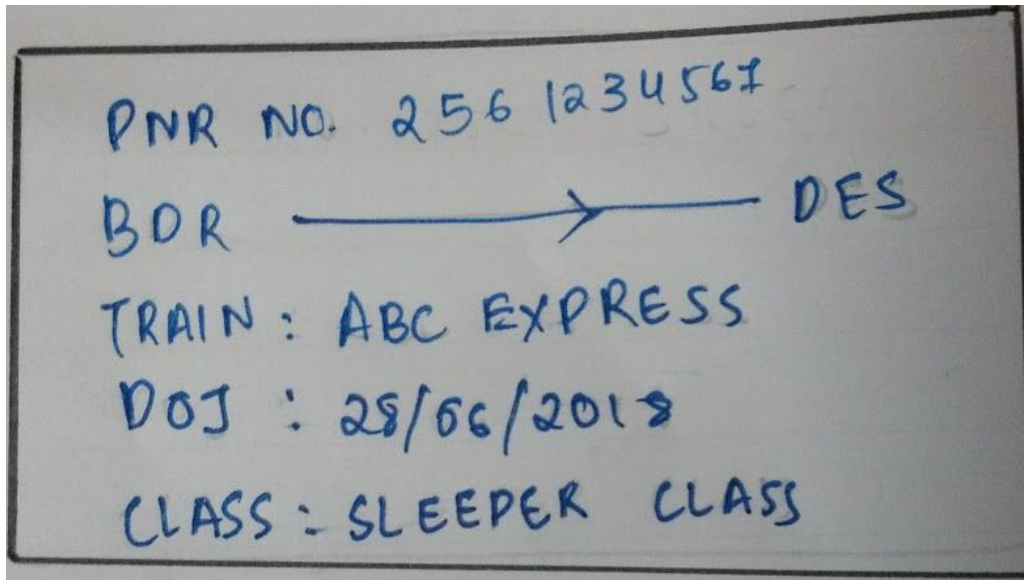 PNR NO. 256 1234567
BDR → DES
TRAIN : ABC EXPRESS
DOJ : 28/06/2018
CLASS : SLEEPER CLASS